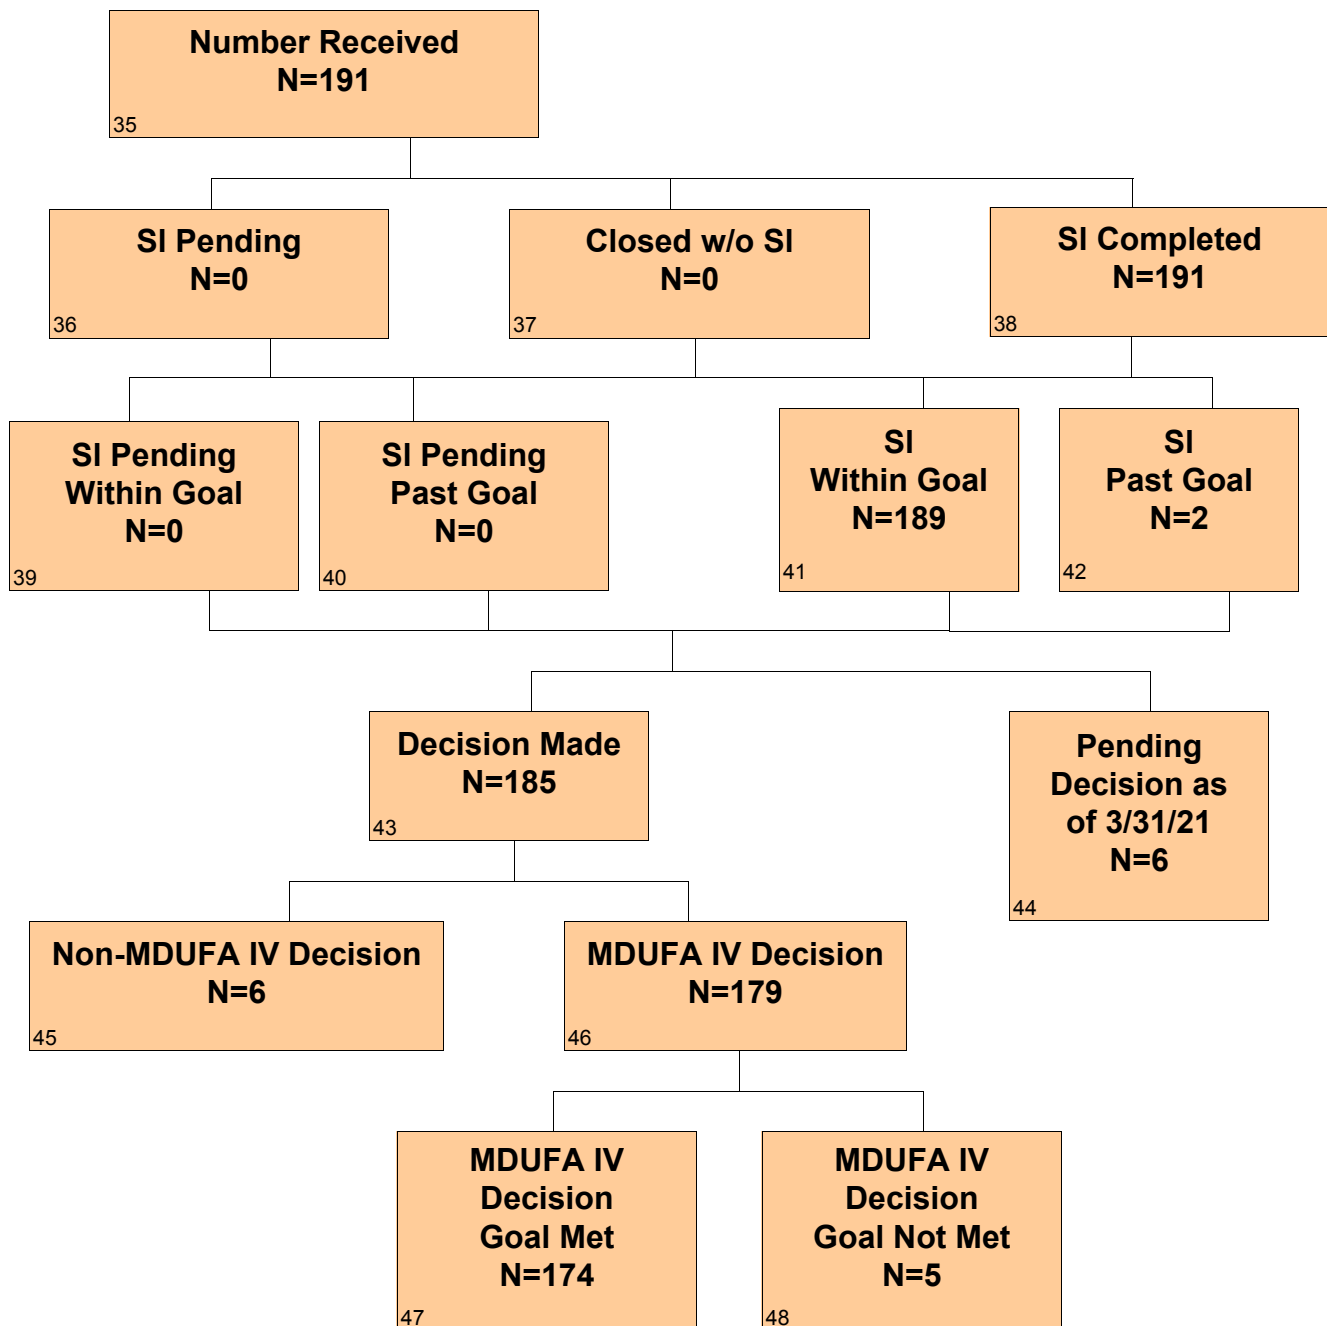 Number Received
N=191
35
SI Pending
N=0
36
Closed w/o SI
N=0
37
SI Completed
N=191
38
SI Pending
Within Goal
N=0
39
SI Pending
Past Goal
N=0
40
SI
Within Goal
N=189
41
SI
Past Goal
N=2
42
Decision Made
N=185
43
Pending
Decision as
of 3/31/21
N=6
44
Non-MDUFA IV Decision
N=6
45
MDUFA IV Decision
N=179
46
MDUFA IV
Decision
Goal Met
N=174
47
MDUFA IV
Decision
Goal Not Met
N=5
48